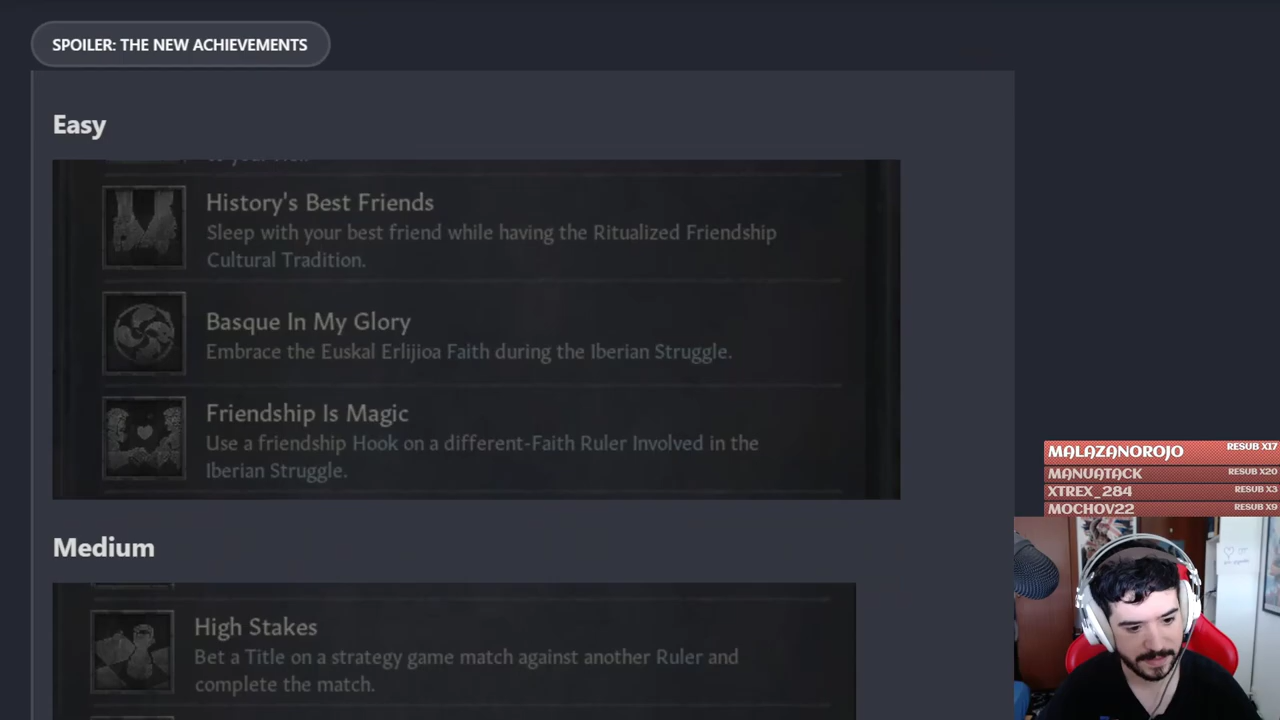 SPOILER: THE NEW ACHIEVEMENTS
Easy
History's Best Friends
Sleep with your best friend while having the Ritualized Friendship
Cultural Tradition.
Basque In My Glory
Embrace the Euskal Erlijioa Faith during the Iberian Struggle.
Friendship Is Magic
Use a friendship Hook on a different-Faith Ruler Involved in the
Iberian Struggle.
Medium
High Stakes
Bet a Title on a strategy game match against another Ruler and
complete the match.
MALAZANOROJO RESUB X17
MANUATACK RESUB X20
XTREX_284 RESUB X3
MOCHOV22 RESUB X9